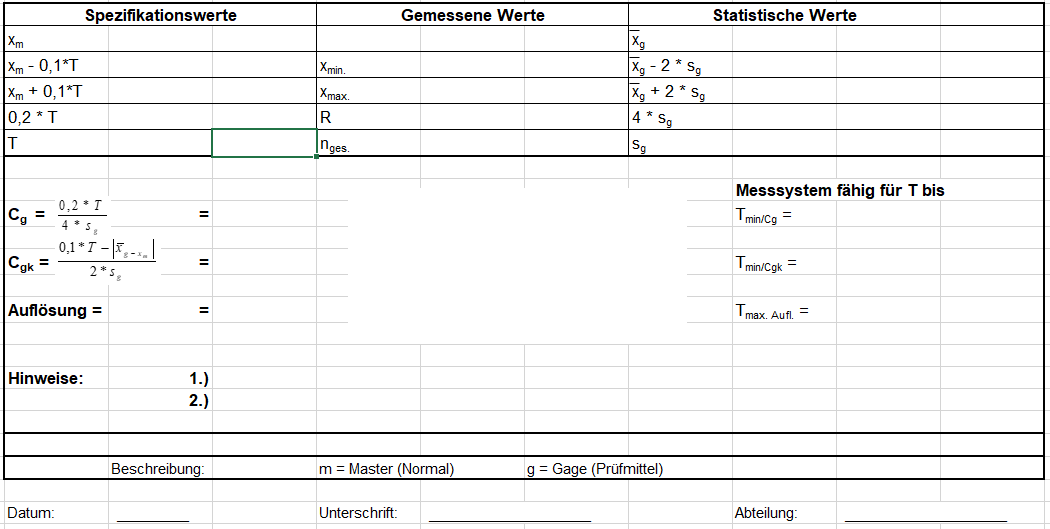 Spezifikationswerte Gemessene Werte Statistische Werte
xm x̅g
xm - 0,1*T xmin. x̅g - 2 * sg
xm + 0,1*T xmax. x̅g + 2 * sg
0,2 * T R 4 * sg
T nges. sg
Messsystem fähig für T bis
Cg = 0,2 * T / 4 * sg = Tmin/Cg =
Cgk = 0,1 * T − |x̅g − xm| / 2 * sg = Tmin/Cgk =
Auflösung = = Tmax. Aufl. =
Hinweise: 1.)
2.)
Beschreibung: m = Master (Normal) g = Gage (Prüfmittel)
Datum: Unterschrift: Abteilung: